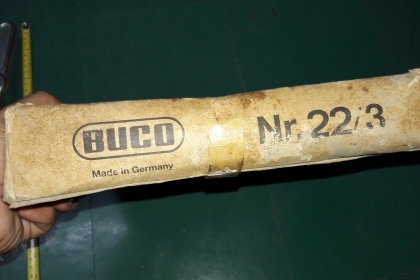 BUCO
Made in Germany
Nr. 22/3